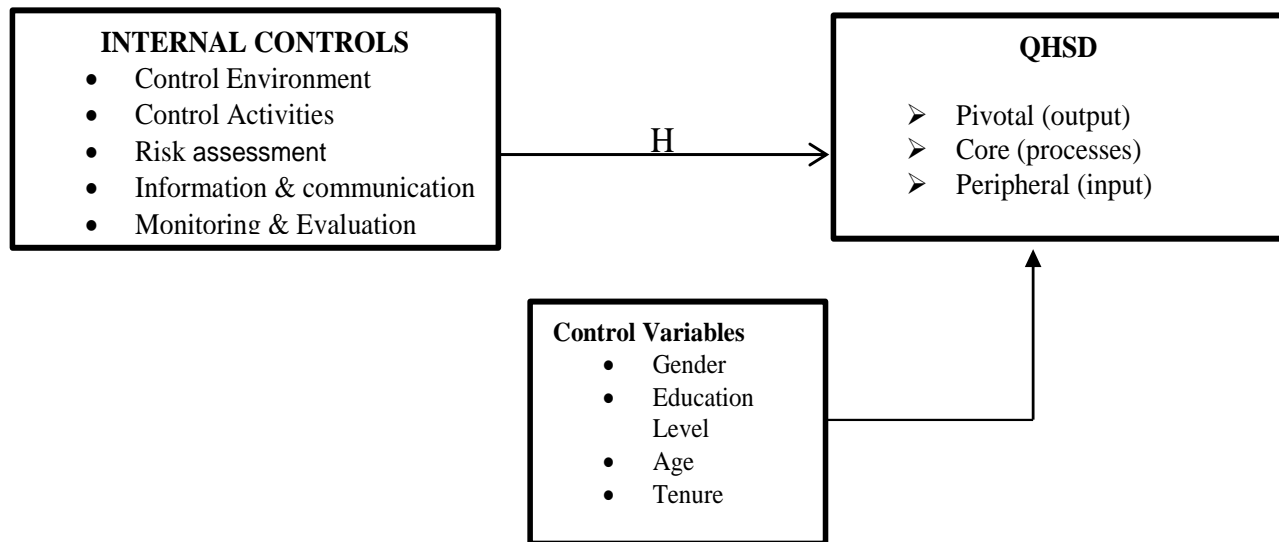 INTERNAL CONTROLS
• Control Environment
• Control Activities
• Risk assessment
• Information & communication
• Monitoring & Evaluation
H
QHSD
➢ Pivotal (output)
➢ Core (processes)
➢ Peripheral (input)
Control Variables
• Gender
• Education
Level
• Age
• Tenure